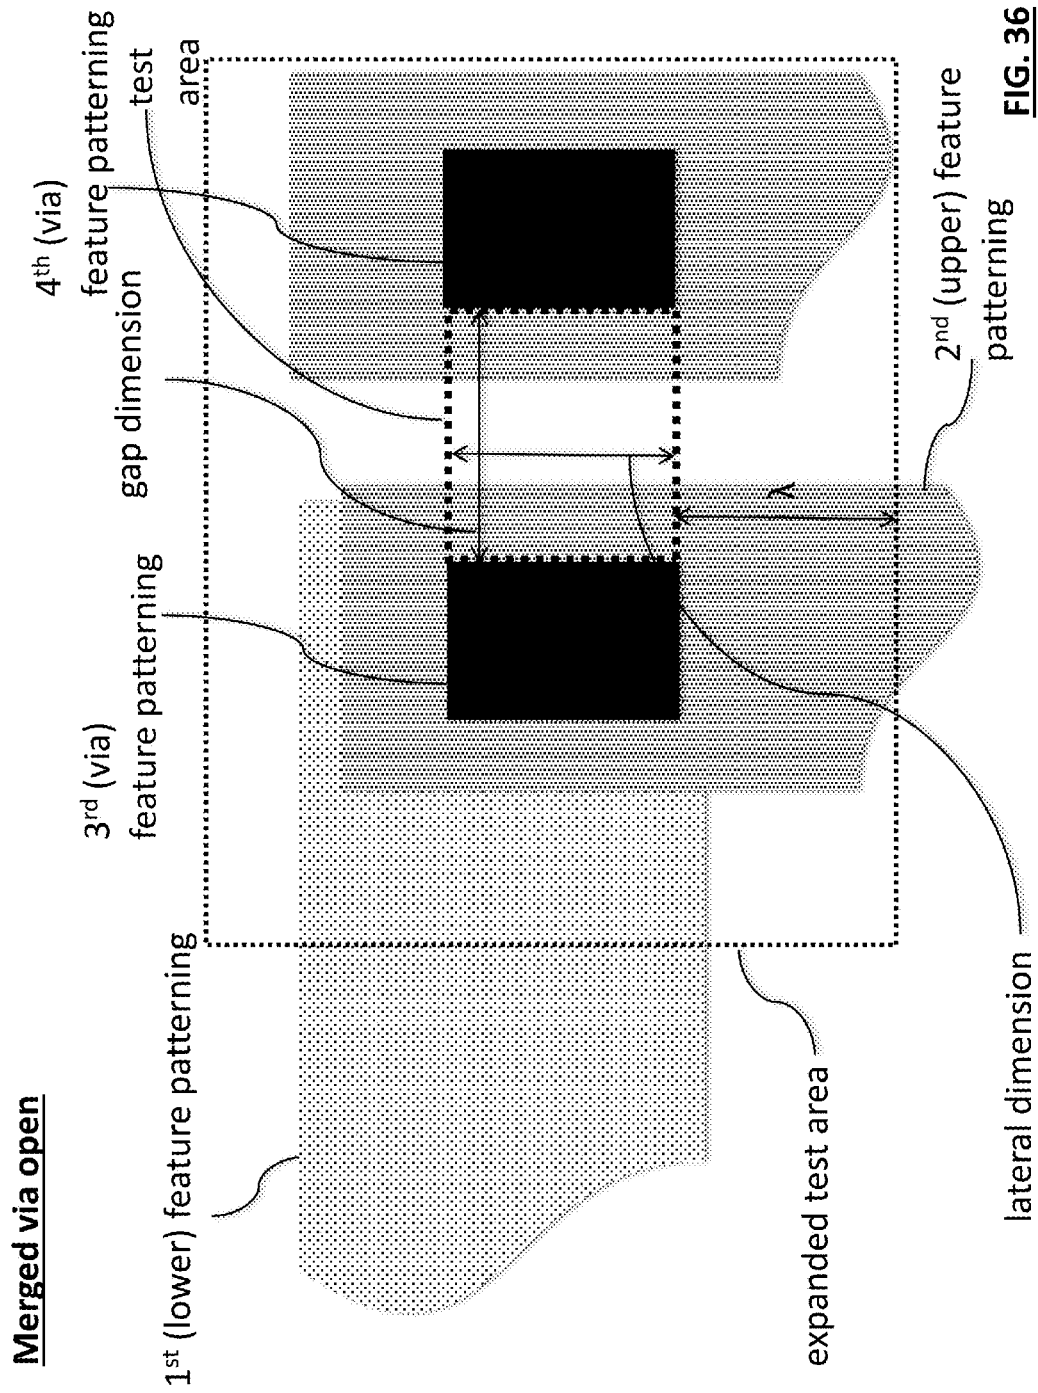 Merged via open
1st (lower) feature patterning
3rd (via)
feature patterning
gap dimension
4th (via)
feature patterning
test
area
λ
expanded test area
lateral dimension
2nd (upper) feature
patterning
FIG. 36